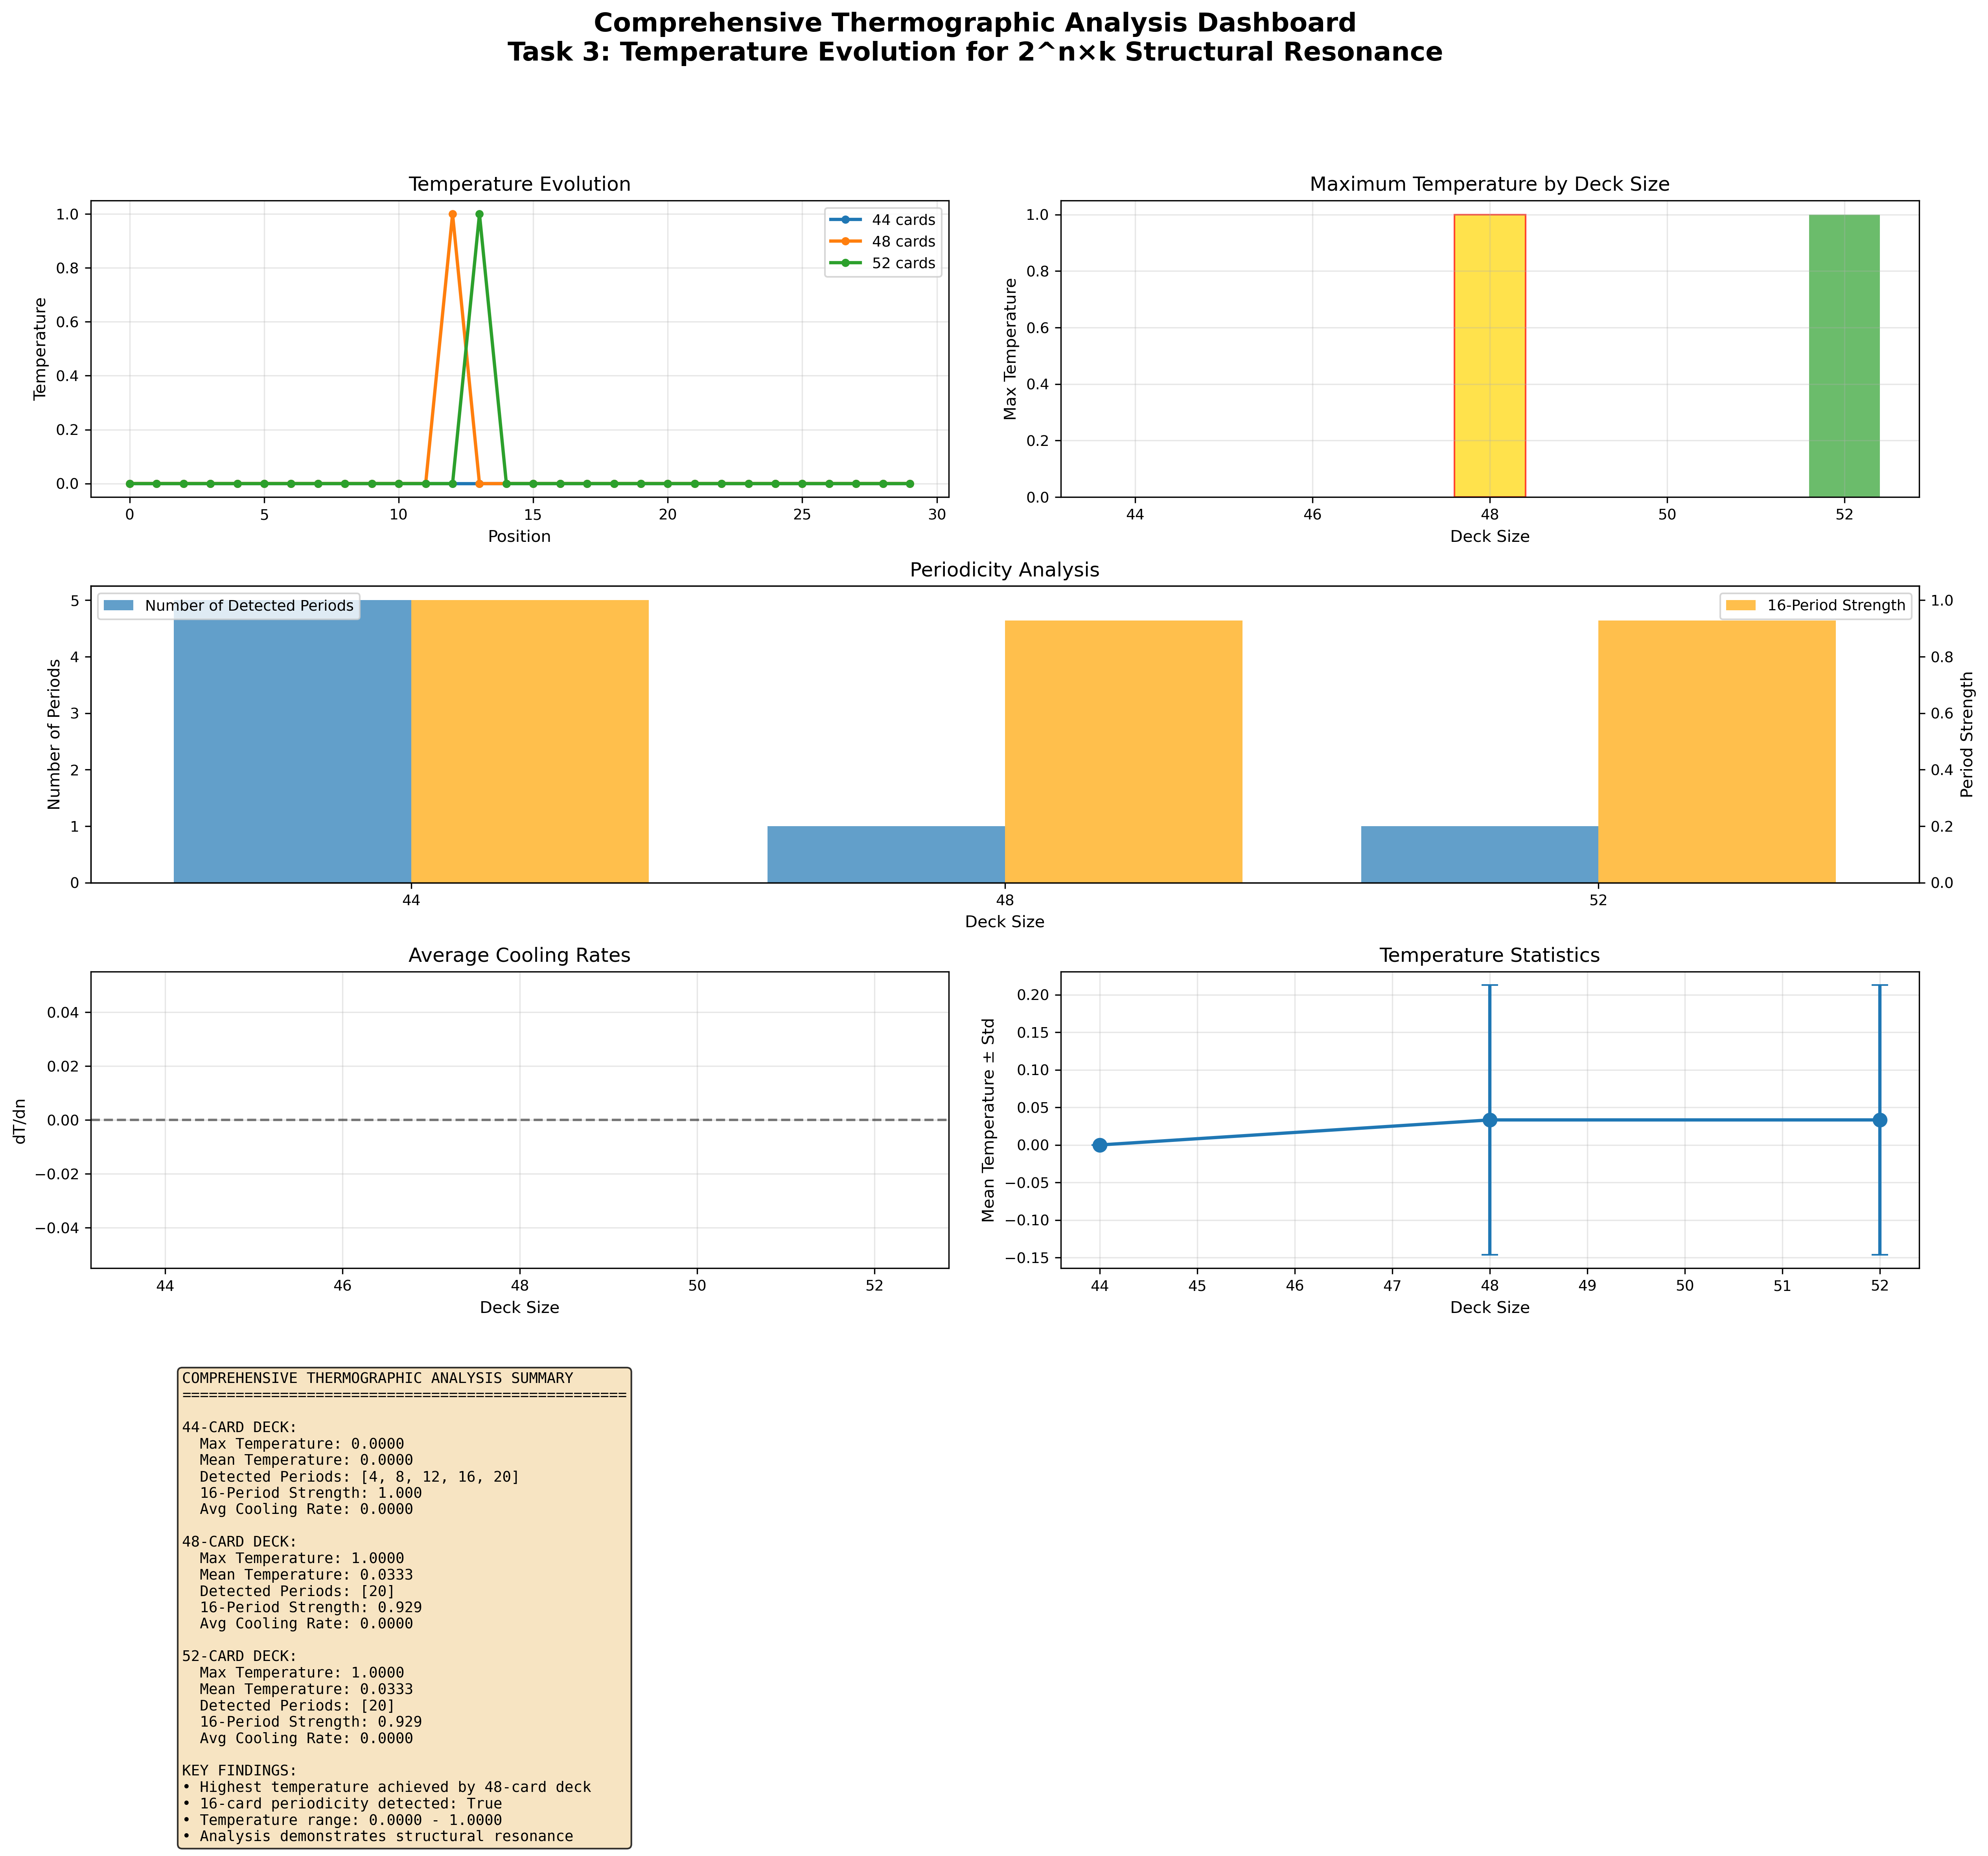 Comprehensive Thermographic Analysis Dashboard
Task 3: Temperature Evolution for 2^n×k Structural Resonance
Temperature Evolution
1.0
0.8
0.6
0.4
0.2
0.0
Temperature
44 cards
48 cards
52 cards
0 5 10 15 20 25 30
Position
Maximum Temperature by Deck Size
1.0
0.8
0.6
0.4
0.2
0.0
Max Temperature
44 46 48 50 52
Deck Size
Periodicity Analysis
Number of Detected Periods
16-Period Strength
5
4
3
2
1
0
Number of Periods
1.0
0.8
0.6
0.4
0.2
0.0
Period Strength
44 48 52
Deck Size
Average Cooling Rates
0.04
0.02
0.00
−0.02
−0.04
dT/dn
44 46 48 50 52
Deck Size
Temperature Statistics
0.20
0.15
0.10
0.05
0.00
−0.05
−0.10
−0.15
Mean Temperature ± Std
44 45 46 47 48 49 50 51 52
Deck Size
COMPREHENSIVE THERMOGRAPHIC ANALYSIS SUMMARY
==================================================
44-CARD DECK:
Max Temperature: 0.0000
Mean Temperature: 0.0000
Detected Periods: [4, 8, 12, 16, 20]
16-Period Strength: 1.000
Avg Cooling Rate: 0.0000
48-CARD DECK:
Max Temperature: 1.0000
Mean Temperature: 0.0333
Detected Periods: [20]
16-Period Strength: 0.929
Avg Cooling Rate: 0.0000
52-CARD DECK:
Max Temperature: 1.0000
Mean Temperature: 0.0333
Detected Periods: [20]
16-Period Strength: 0.929
Avg Cooling Rate: 0.0000
KEY FINDINGS:
• Highest temperature achieved by 48-card deck
• 16-card periodicity detected: True
• Temperature range: 0.0000 - 1.0000
• Analysis demonstrates structural resonance